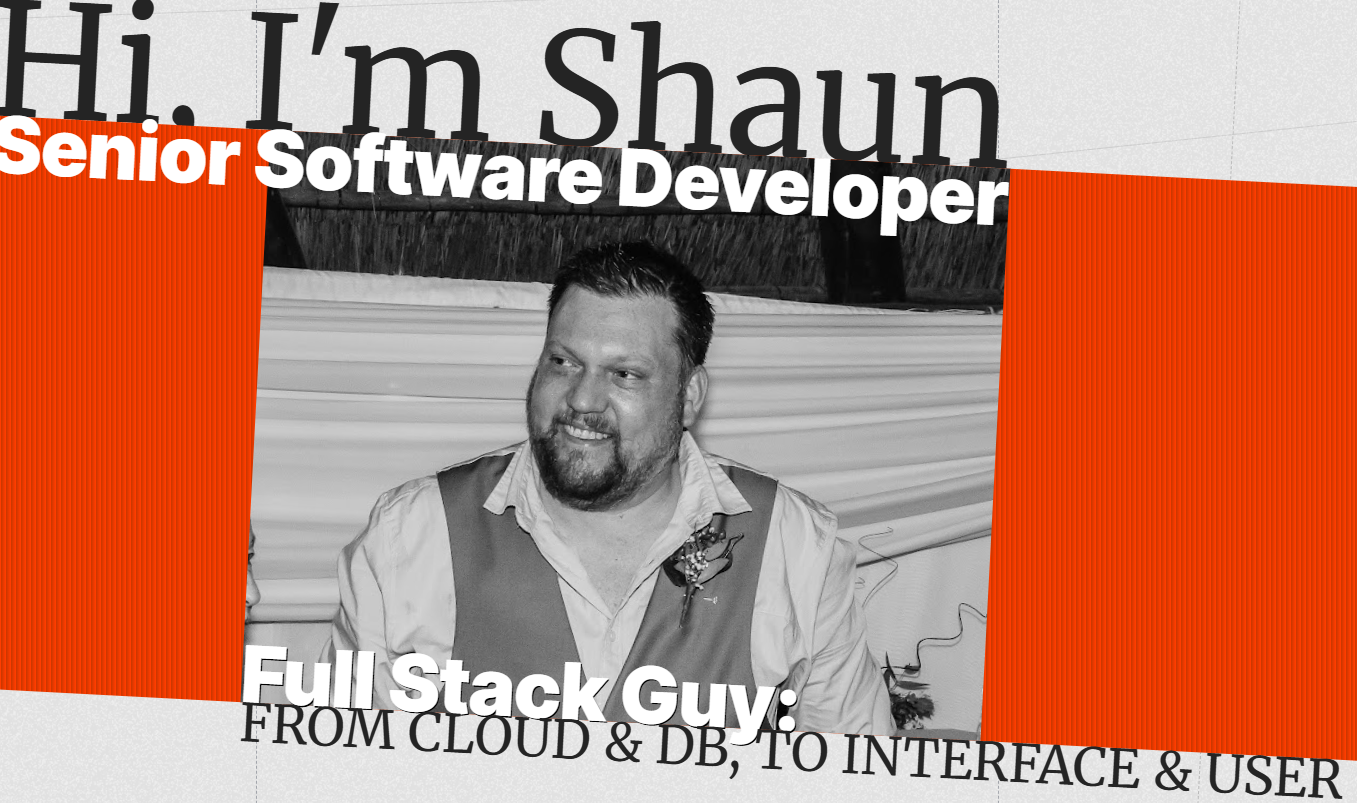 Hi. I'm Shaun
Senior Software Developer
Full Stack Guy:
FROM CLOUD & DB, TO INTERFACE & USER